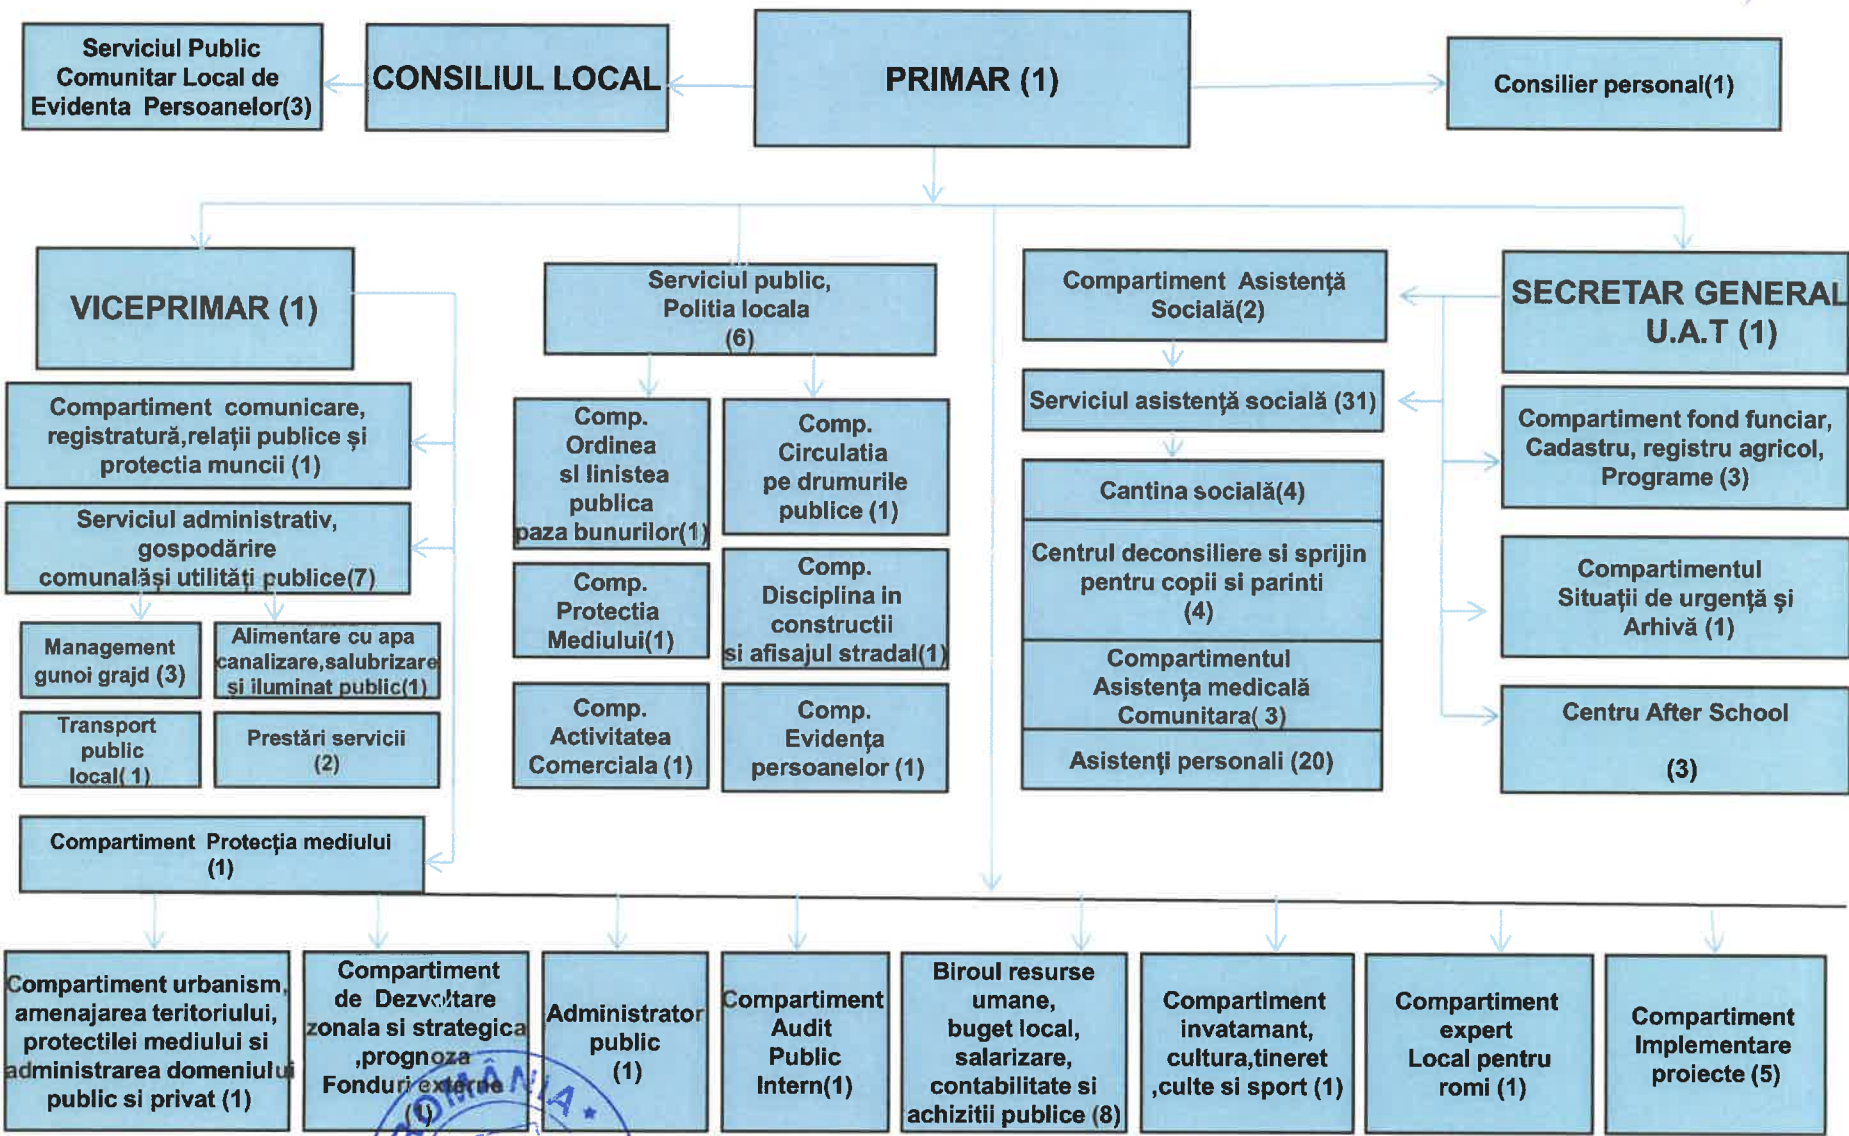 Serviciul Public
Comunitar Local de
Evidenta Persoanelor(3)
CONSILIUL LOCAL
PRIMAR (1)
Consilier personal(1)
VICEPRIMAR (1)
Serviciul public,
Politia locala
(6)
Compartiment Asistență
Socială(2)
SECRETAR GENERAL
U.A.T (1)
Compartiment comunicare,
registratură,relații publice și
protectia muncii (1)
Serviciul administrativ,
gospodărire
comunalăși utilități publice(7)
Management
gunoi grajd (3)
Alimentare cu apa
canalizare,salubrizare
și iluminat public(1)
Transport
public
local( 1)
Prestări servicii
(2)
Compartiment Protecția mediului
(1)
Comp.
Ordinea
sI linistea
publica
paza bunurilor(1)
Comp.
Circulatia
pe drumurile
publice (1)
Comp.
Protectia
Mediului(1)
Comp.
Disciplina in
constructii
si afisajul stradal(1)
Comp.
Activitatea
Comerciala (1)
Comp.
Evidența
persoanelor (1)
Serviciul asistență socială (31)
Cantina socială(4)
Centrul deconsiliere si sprijin
pentru copii si parinti
(4)
Compartimentul
Asistența medicală
Comunitara( 3)
Asistenți personali (20)
Compartiment fond funciar,
Cadastru, registru agricol,
Programe (3)
Compartimentul
Situații de urgență și
Arhivă (1)
Centru After School
(3)
Compartiment urbanism,
amenajarea teritoriului,
protectiei mediului si
administrarea domeniului
public si privat (1)
Compartiment
de Dezvoltare
zonala si strategica
,prognoza
Fonduri externe
(1)
Administrator
public
(1)
Compartiment
Audit
Public
Intern(1)
Biroul resurse
umane,
buget local,
salarizare,
contabilitate si
achizitii publice (8)
Compartiment
invatamant,
cultura,tineret
,culte si sport (1)
Compartiment
expert
Local pentru
romi (1)
Compartiment
Implementare
proiecte (5)
ROMÂNIA